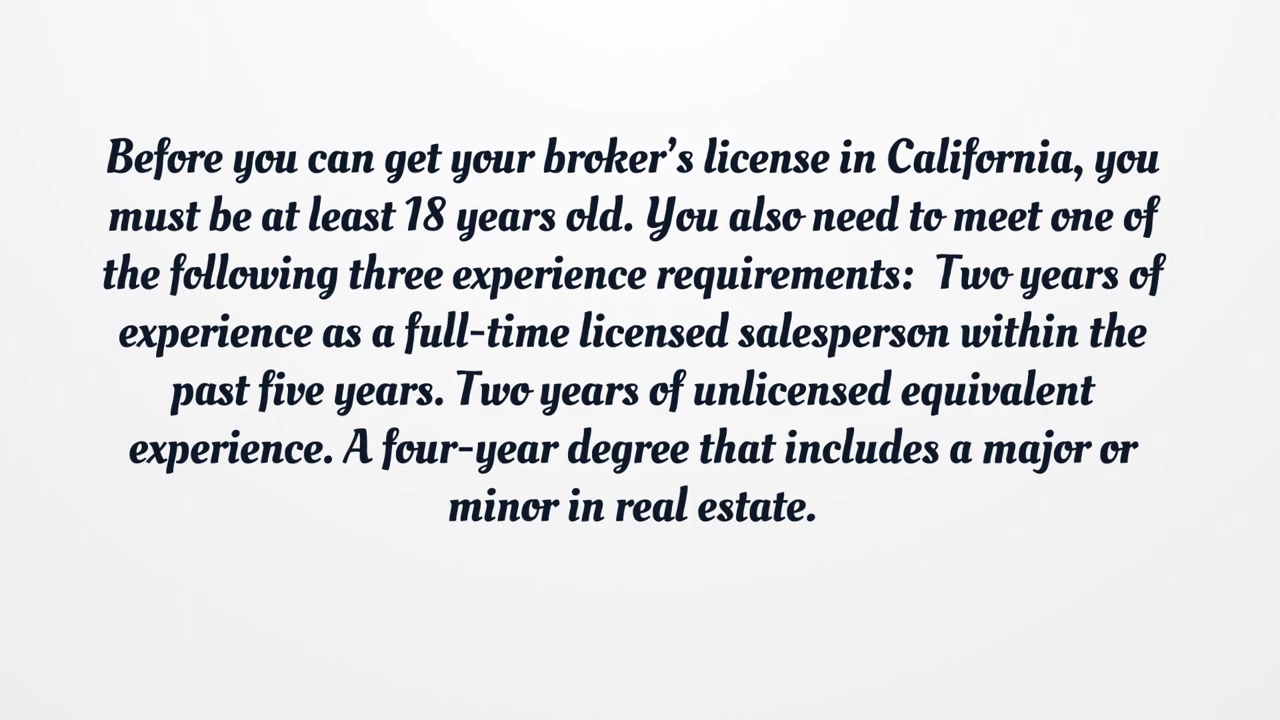 Before you can get your broker's license in California, you
must be at least 18 years old. You also need to meet one of
the following three experience requirements:  Two years of
experience as a full-time licensed salesperson within the
past five years. Two years of unlicensed equivalent
experience. A four-year degree that includes a major or
minor in real estate.